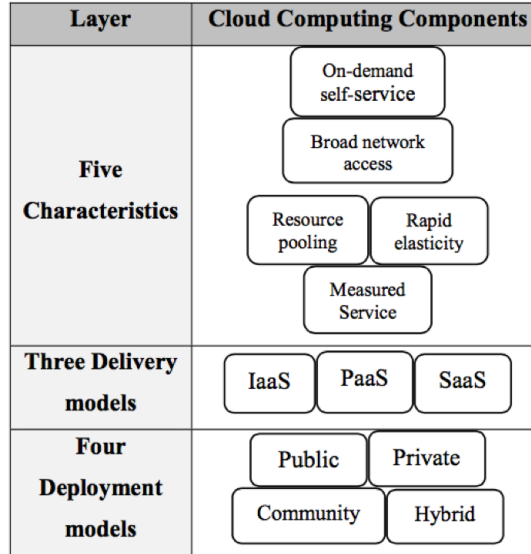 Layer
Cloud Computing Components
Five
Characteristics
On-demand
self-service
Broad network
access
Resource
pooling
Rapid
elasticity
Measured
Service
Three Delivery
models
IaaS
PaaS
SaaS
Four
Deployment
models
Public
Private
Community
Hybrid